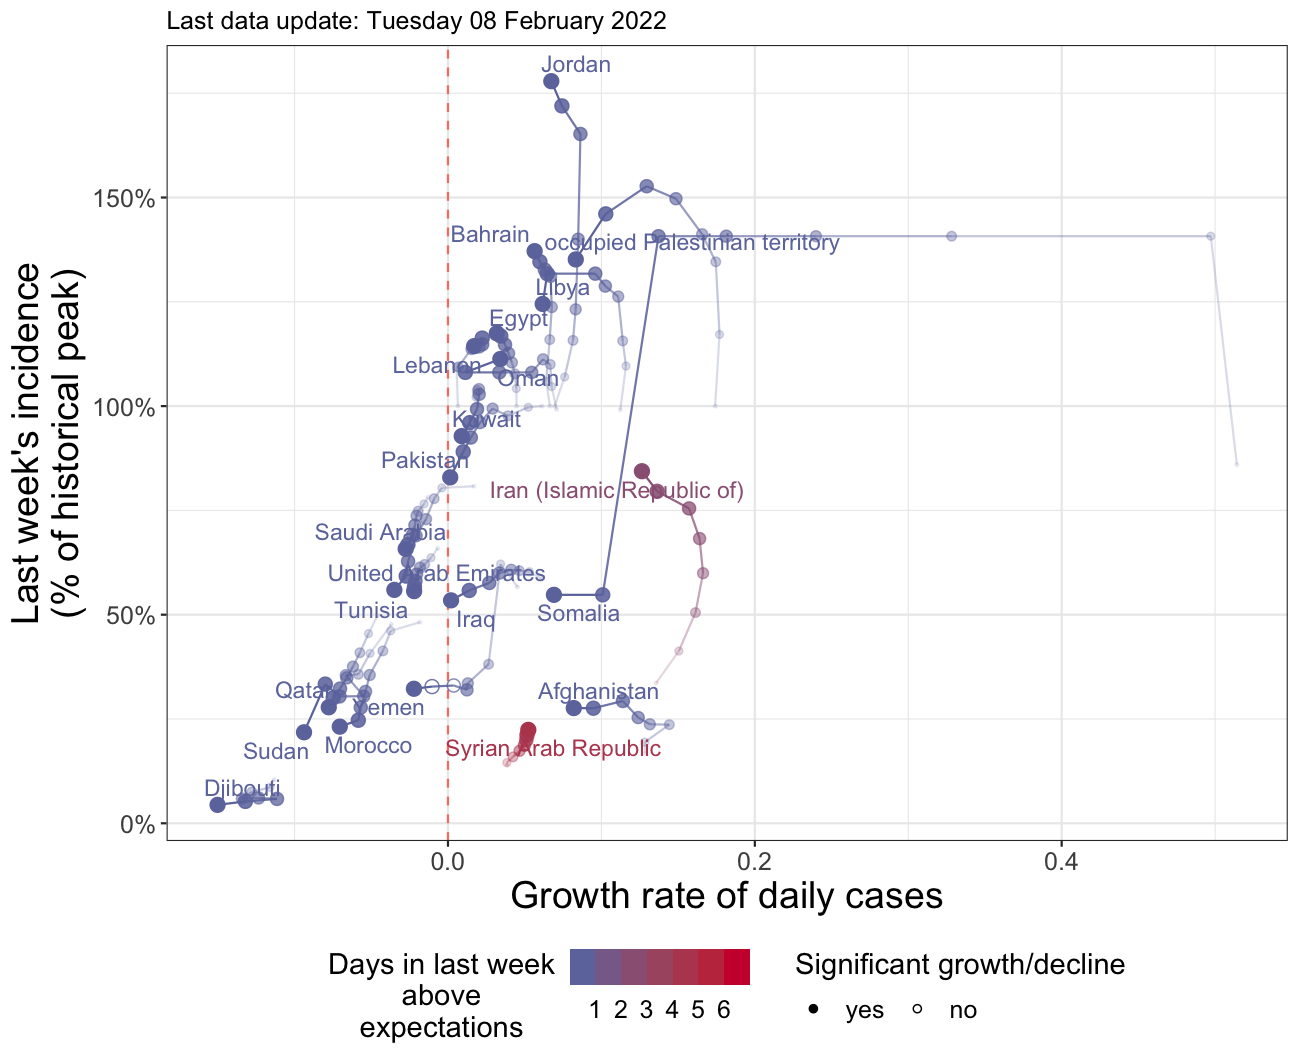 Last data update: Tuesday 08 February 2022
Last week's incidence
(% of historical peak)
150%
100%
50%
0%
Jordan
Bahrain
occupied Palestinian territory
Libya
Egypt
Lebanon
Oman
Kuwait
Pakistan
Iran (Islamic Republic of)
Saudi Arabia
United Arab Emirates
Tunisia
Iraq
Somalia
Qatar
Yemen
Afghanistan
Sudan
Morocco
Syrian Arab Republic
Djibouti
0.0
0.2
0.4
Growth rate of daily cases
Days in last week
above
expectations
1 2 3 4 5 6
Significant growth/decline
yes
no